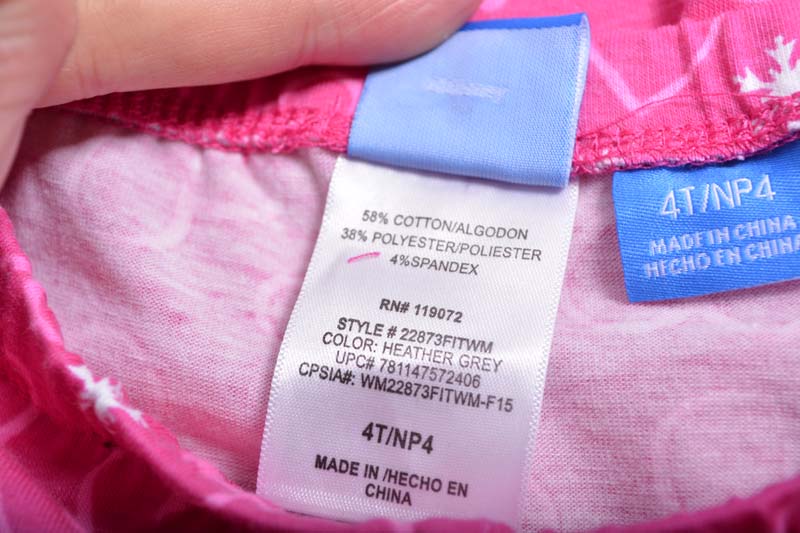 58% COTTON/ALGODON
38% POLYESTER/POLIESTER
4%SPANDEX
RN# 119072
STYLE # 22873FITWM
COLOR: HEATHER GREY
UPC# 781147572406
CPSIA#: WM22873FITWM-F15
4T/NP4
MADE IN /HECHO EN
CHINA
4T/NP4
MADE IN CHINA
HECHO EN CHINA